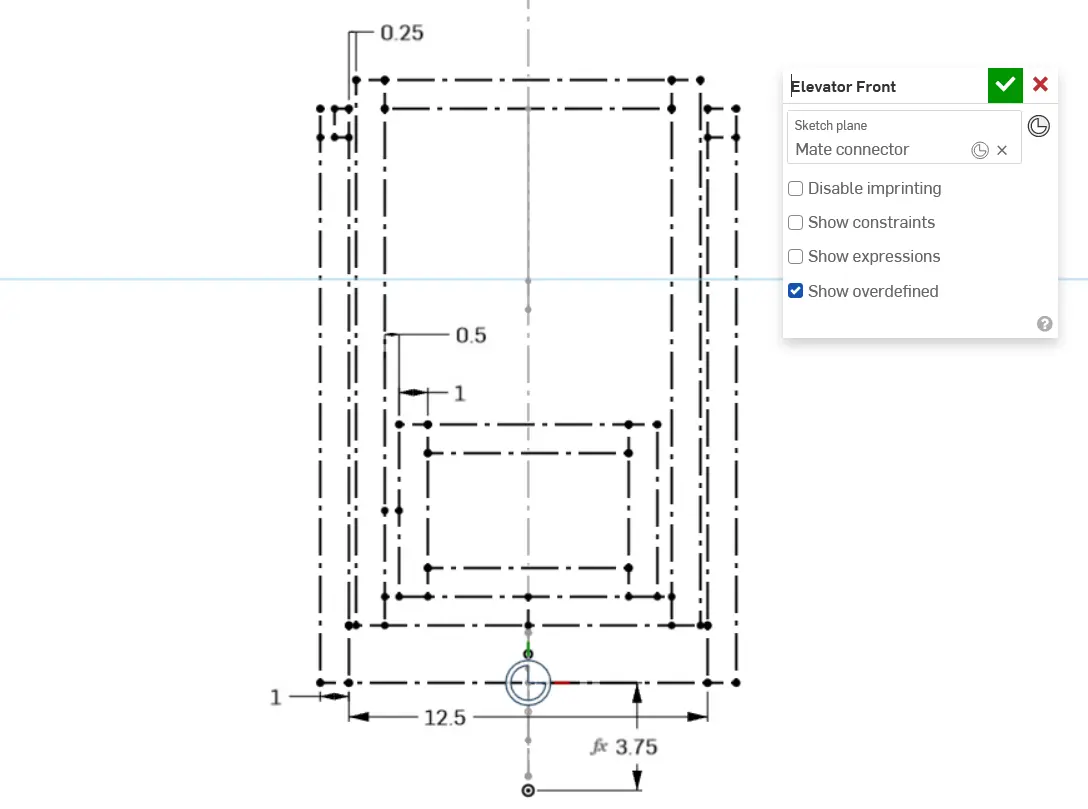 0.25
Elevator Front
Sketch plane
Mate connector
Disable imprinting
Show constraints
Show expressions
Show overdefined
?
0.5
1
1
12.5
fx 3.75